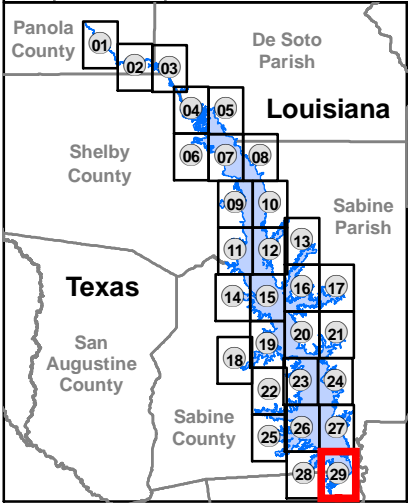 Panola
County
De Soto
Parish
Louisiana
Shelby
County
Sabine
Parish
Texas
San
Augustine
County
Sabine
County
01
02
03
04
05
06
07
08
09
10
11
12
13
14
15
16
17
18
19
20
21
22
23
24
25
26
27
28
29